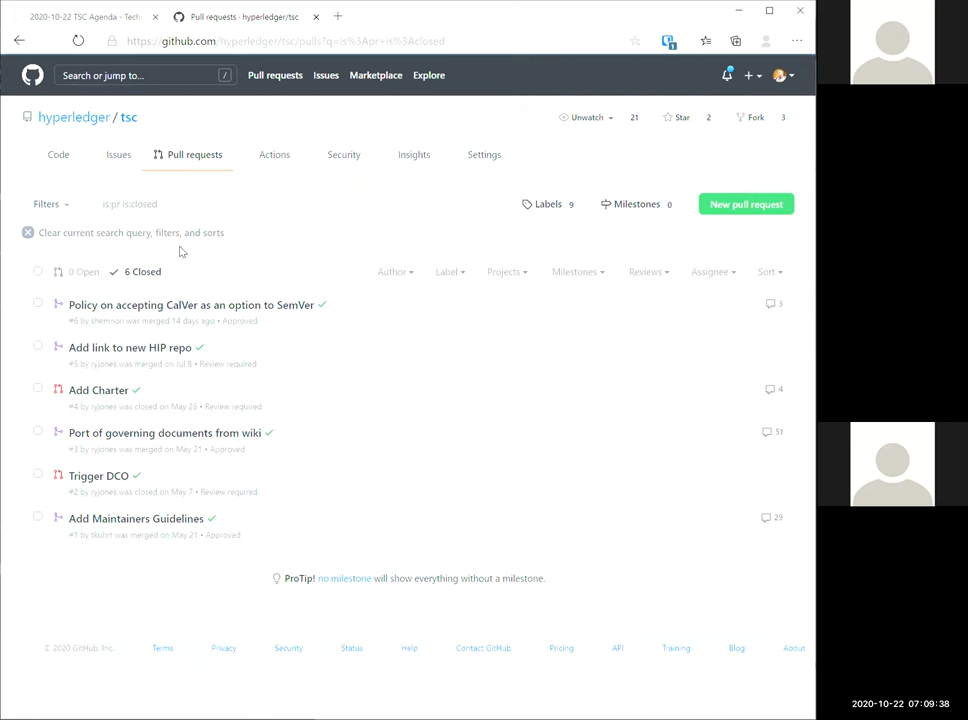 2020-10-22 TSC Agenda - Tech
Pull requests · hyperledger/tsc
https://github.com/hyperledger/tsc/pulls?q=is%3Apr+is%3Aclosed
Search or jump to... /
Pull requests Issues Marketplace Explore
hyperledger / tsc
Unwatch 21 Star 2 Fork 3
Code Issues Pull requests Actions Security Insights Settings
Filters is:pr is:closed
Labels 9 Milestones 0 New pull request
Clear current search query, filters, and sorts
0 Open 6 Closed Author Label Projects Milestones Reviews Assignee Sort
Policy on accepting CalVer as an option to SemVer 3
#6 by shemnon was merged 14 days ago • Approved
Add link to new HIP repo
#5 by ryjones was merged on Jul 8 • Review required
Add Charter 4
#4 by ryjones was closed on May 26 • Review required
Port of governing documents from wiki 51
#3 by ryjones was merged on May 21 • Approved
Trigger DCO
#2 by ryjones was closed on May 7 • Review required
Add Maintainers Guidelines 29
#1 by tkuhrt was merged on May 21 • Approved
ProTip! no milestone will show everything without a milestone.
© 2020 GitHub, Inc. Terms Privacy Security Status Help Contact GitHub Pricing API Training Blog About
2020-10-22 07:09:38